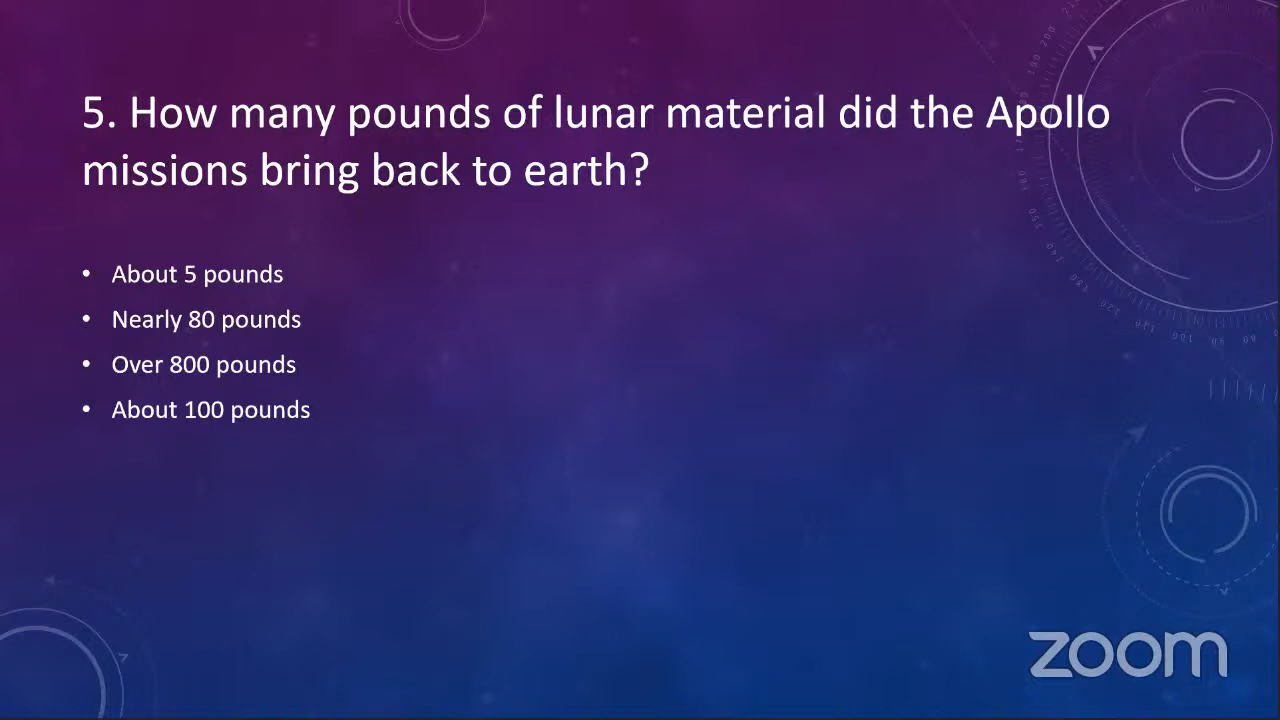 5. How many pounds of lunar material did the Apollo
missions bring back to earth?
• About 5 pounds
• Nearly 80 pounds
• Over 800 pounds
• About 100 pounds
zoom